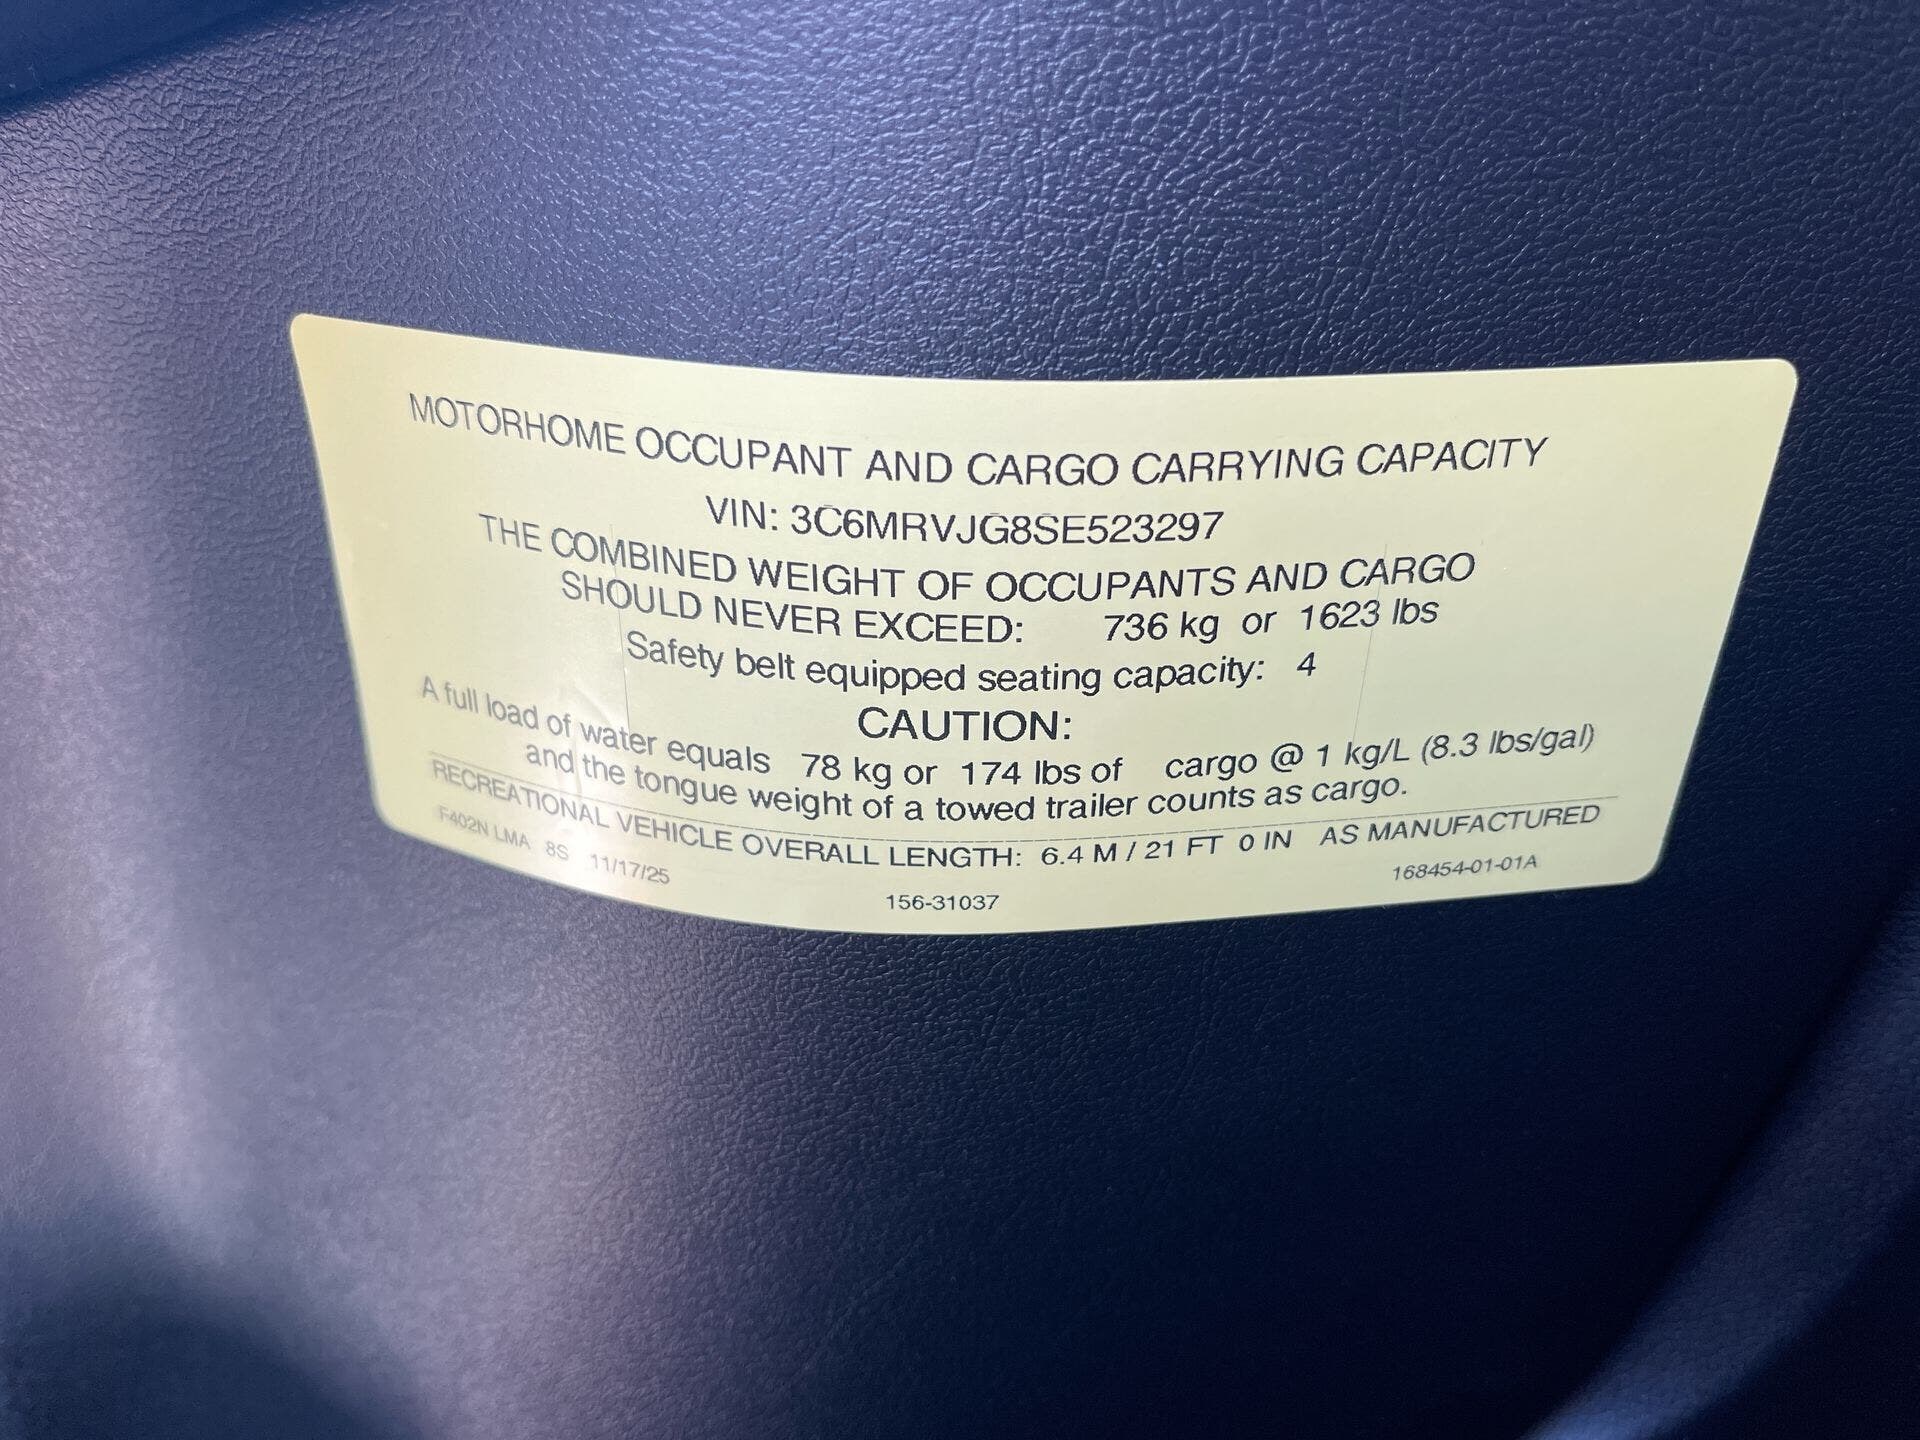 MOTORHOME OCCUPANT AND CARGO CARRYING CAPACITY
VIN: 3C6MRVJG8SE523297
THE COMBINED WEIGHT OF OCCUPANTS AND CARGO
SHOULD NEVER EXCEED: 736 kg or 1623 lbs
Safety belt equipped seating capacity: 4
CAUTION:
A full load of water equals 78 kg or 174 lbs of cargo @ 1 kg/L (8.3 lbs/gal)
and the tongue weight of a towed trailer counts as cargo.
RECREATIONAL VEHICLE OVERALL LENGTH: 6.4 M / 21 FT 0 IN AS MANUFACTURED
F402N LMA 8S 11/17/25
156-31037
168454-01-01A